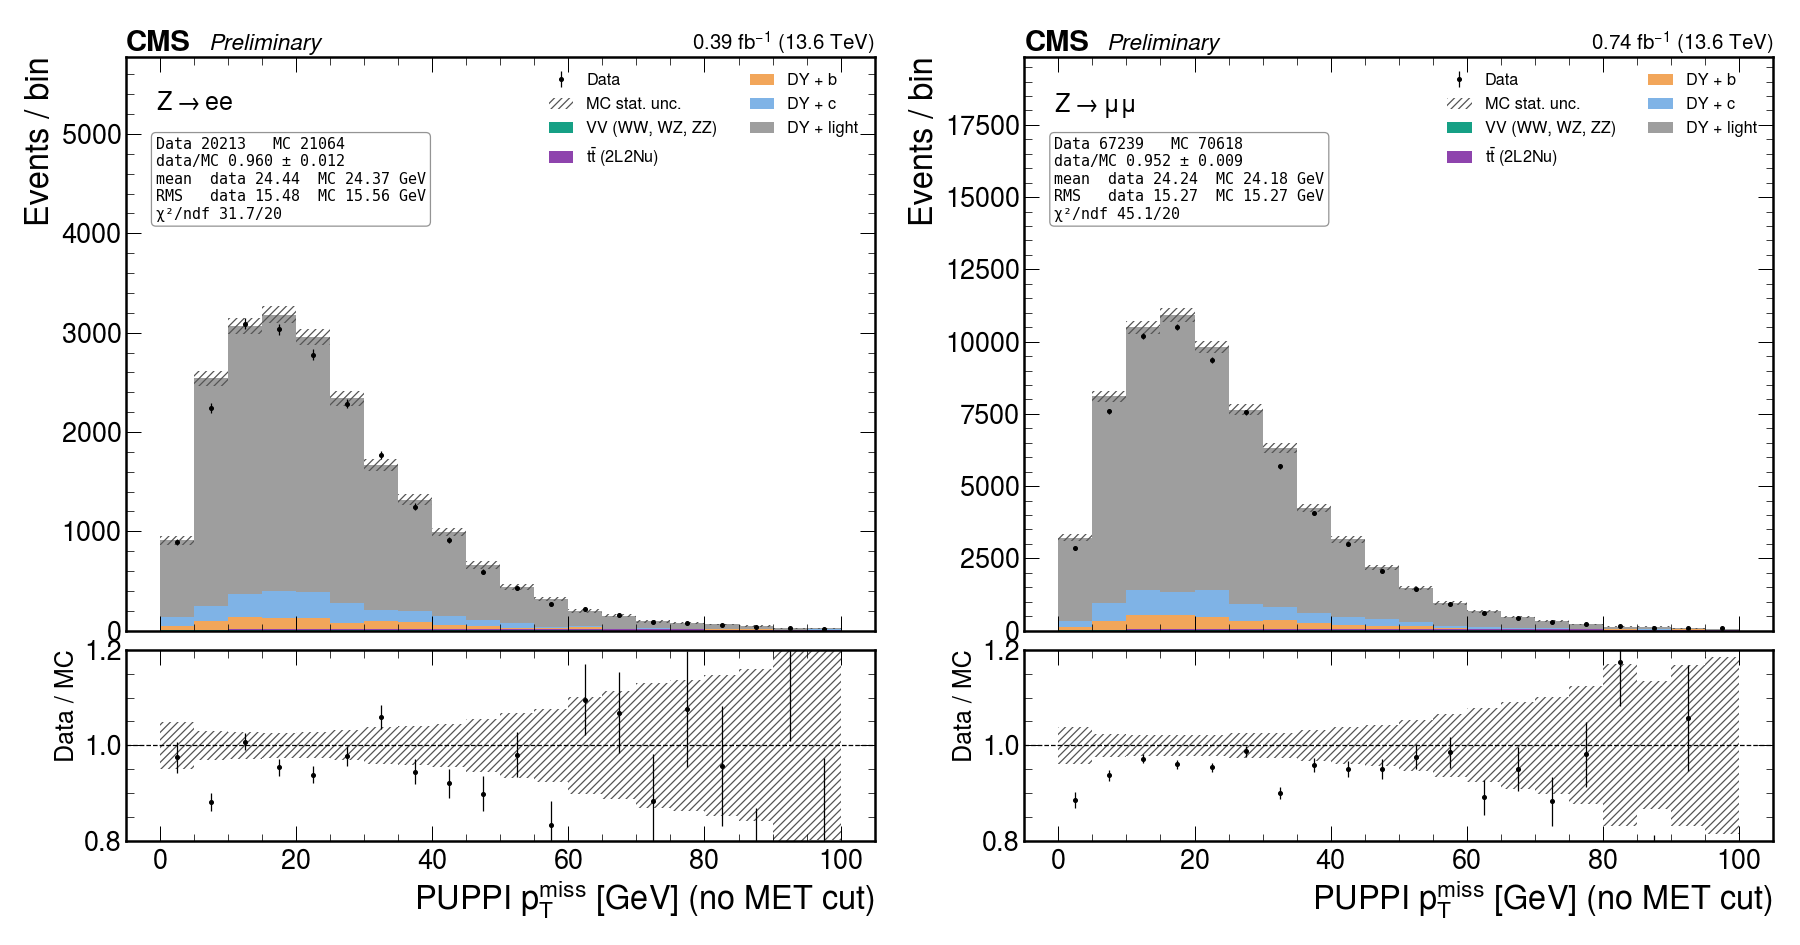 CMS Preliminary 0.39 fb⁻¹ (13.6 TeV)
Events / bin
Z→ee
Data
MC stat. unc.
VV (WW, WZ, ZZ)
tt̄ (2L2Nu)
DY + b
DY + c
DY + light
Data 20213 MC 21064
data/MC 0.960 ± 0.012
mean data 24.44 MC 24.37 GeV
RMS data 15.48 MC 15.56 GeV
χ²/ndf 31.7/20
5000
4000
3000
2000
1000
0
Data / MC
1.2
1.0
0.8
0 20 40 60 80 100
PUPPI p_T^miss [GeV] (no MET cut)
CMS Preliminary 0.74 fb⁻¹ (13.6 TeV)
Events / bin
Z→μμ
Data
MC stat. unc.
VV (WW, WZ, ZZ)
tt̄ (2L2Nu)
DY + b
DY + c
DY + light
Data 67239 MC 70618
data/MC 0.952 ± 0.009
mean data 24.24 MC 24.18 GeV
RMS data 15.27 MC 15.27 GeV
χ²/ndf 45.1/20
17500
15000
12500
10000
7500
5000
2500
0
Data / MC
1.2
1.0
0.8
0 20 40 60 80 100
PUPPI p_T^miss [GeV] (no MET cut)